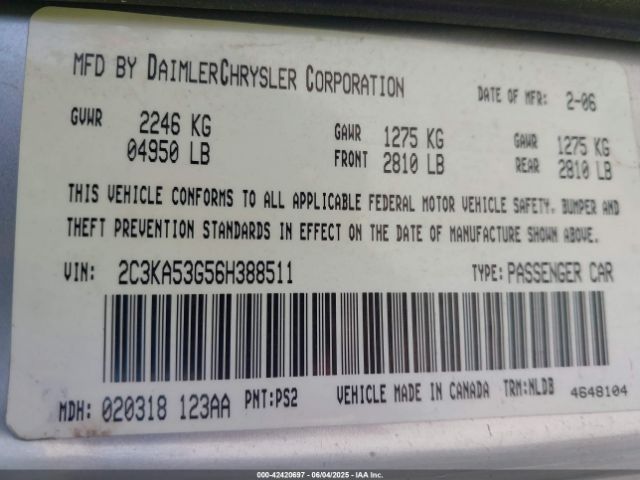 MFD BY DAIMLERCHRYSLER CORPORATION DATE OF MFR: 2-06
GVWR 2246 KG GAWR 1275 KG GAWR 1275 KG
04950 LB FRONT 2810 LB REAR 2810 LB
THIS VEHICLE CONFORMS TO ALL APPLICABLE FEDERAL MOTOR VEHICLE SAFETY, BUMPER AND
THEFT PREVENTION STANDARDS IN EFFECT ON THE DATE OF MANUFACTURE SHOWN ABOVE.
VIN: 2C3KA53G56H388511 TYPE: PASSENGER CAR
MDH: 020318 123AA PNT:PS2 VEHICLE MADE IN CANADA TRM:NLDB 4648104
000-42420697 - 06/04/2025 - IAA Inc.